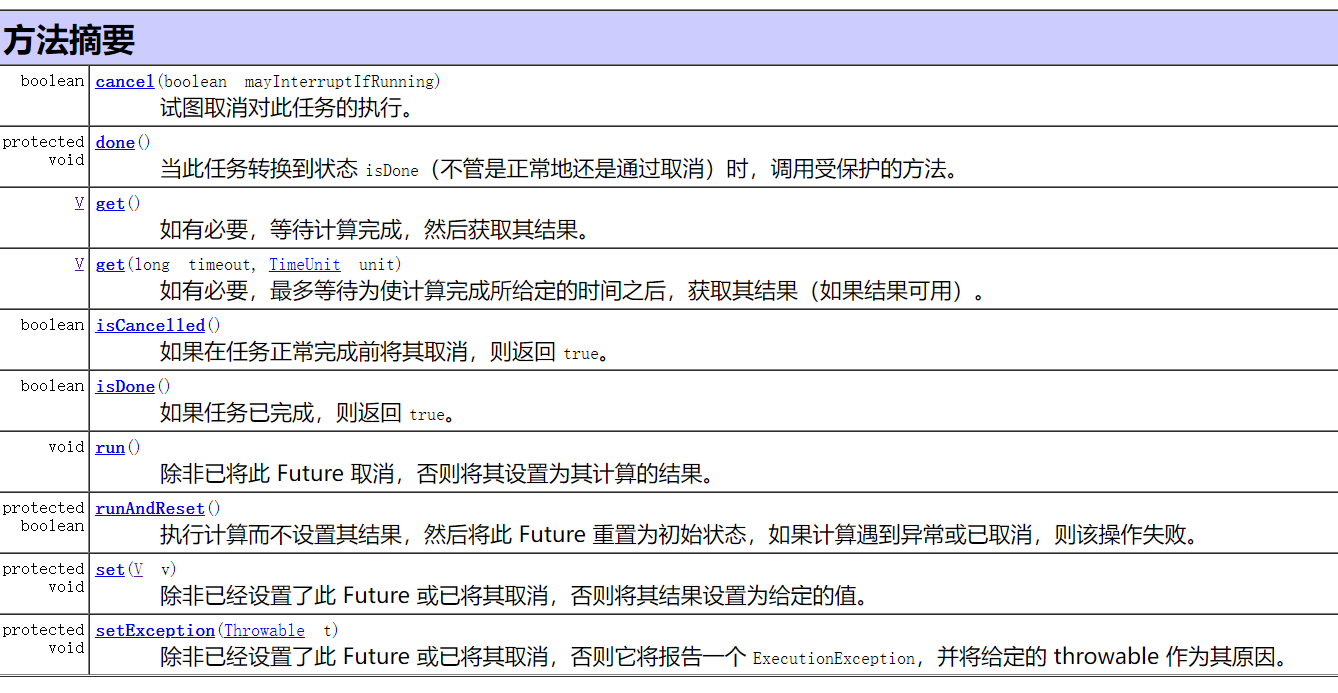 方法摘要
boolean cancel(boolean mayInterruptIfRunning)
试图取消对此任务的执行。
protected void done()
当此任务转换到状态 isDone（不管是正常地还是通过取消）时，调用受保护的方法。
V get()
如有必要，等待计算完成，然后获取其结果。
V get(long timeout, TimeUnit unit)
如有必要，最多等待为使计算完成所给定的时间之后，获取其结果（如果结果可用）。
boolean isCancelled()
如果在任务正常完成前将其取消，则返回 true。
boolean isDone()
如果任务已完成，则返回 true。
void run()
除非已将此 Future 取消，否则将其设置为其计算的结果。
protected boolean runAndReset()
执行计算而不设置其结果，然后将此 Future 重置为初始状态，如果计算遇到异常或已取消，则该操作失败。
protected void set(V v)
除非已经设置了此 Future 或已将其取消，否则将其结果设置为给定的值。
protected void setException(Throwable t)
除非已经设置了此 Future 或已将其取消，否则它将报告一个 ExecutionException，并将给定的 throwable 作为其原因。